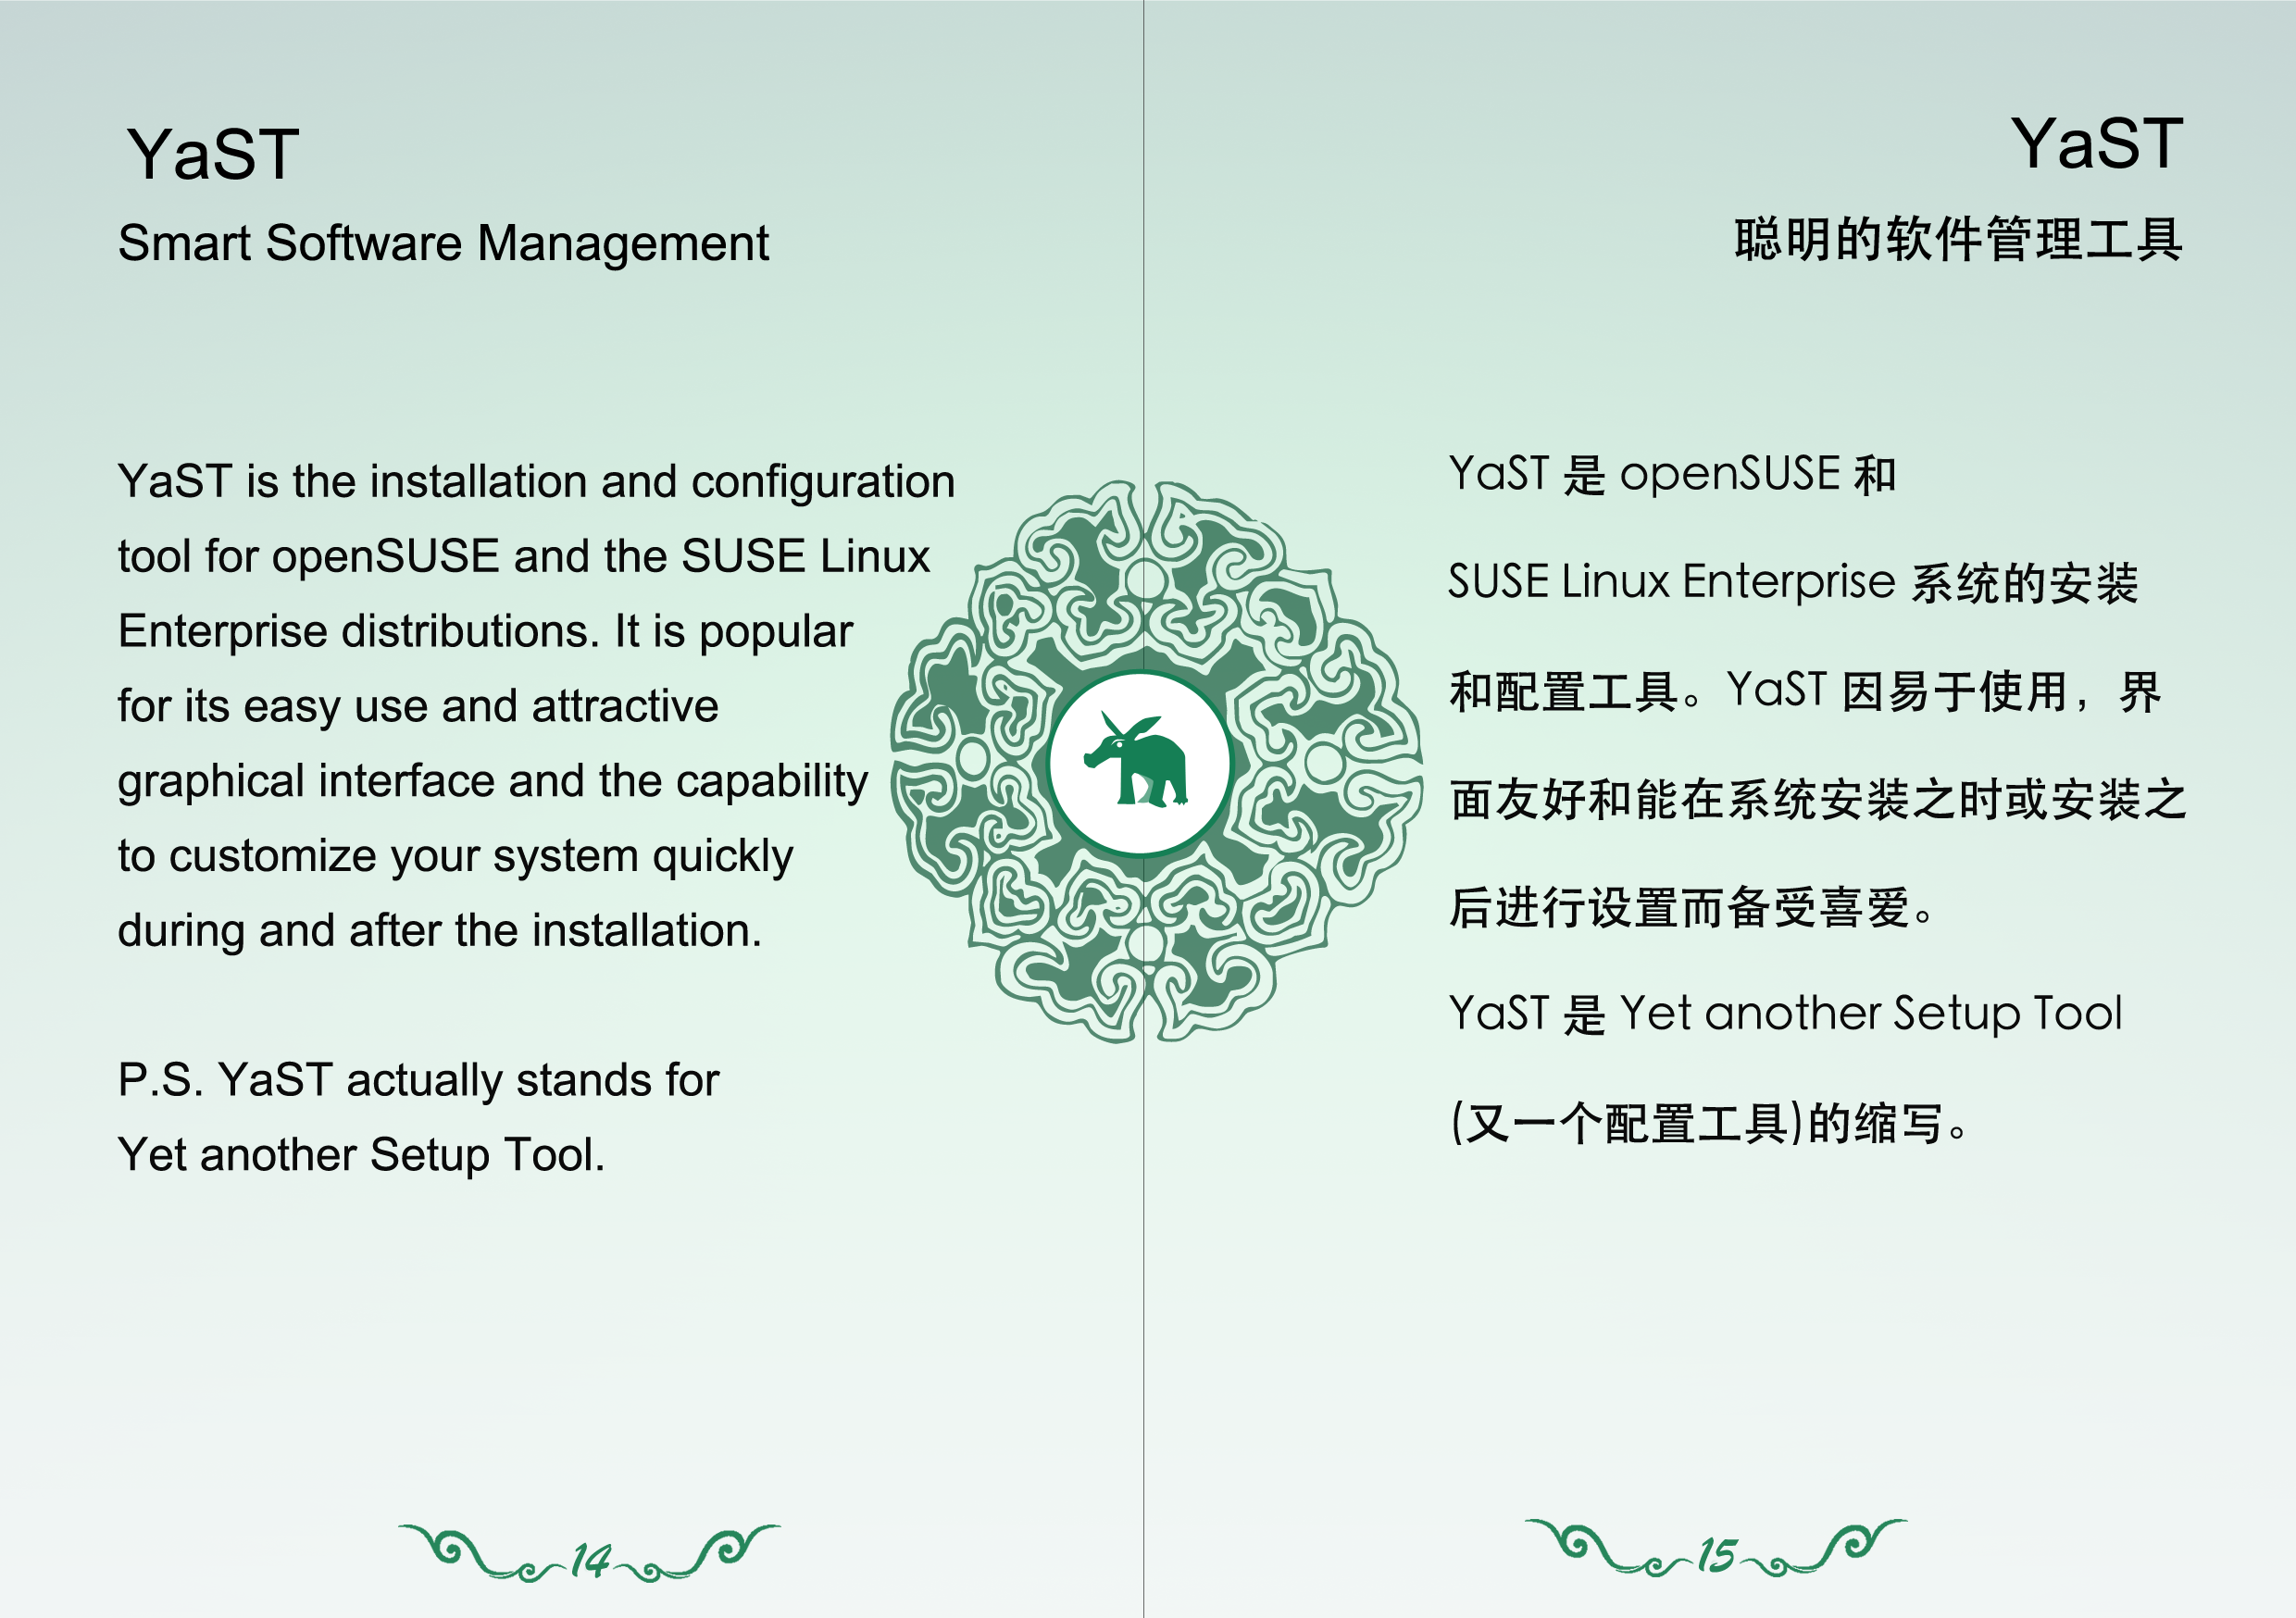 YaST
Smart Software Management
YaST is the installation and configuration
tool for openSUSE and the SUSE Linux
Enterprise distributions. It is popular
for its easy use and attractive
graphical interface and the capability
to customize your system quickly
during and after the installation.
P.S. YaST actually stands for
Yet another Setup Tool.
14
YaST
聪明的软件管理工具
YaST 是 openSUSE 和
SUSE Linux Enterprise 系统的安装
和配置工具。YaST 因易于使用，界
面友好和能在系统安装之时或安装之
后进行设置而备受喜爱。
YaST 是 Yet another Setup Tool
(又一个配置工具)的缩写。
15